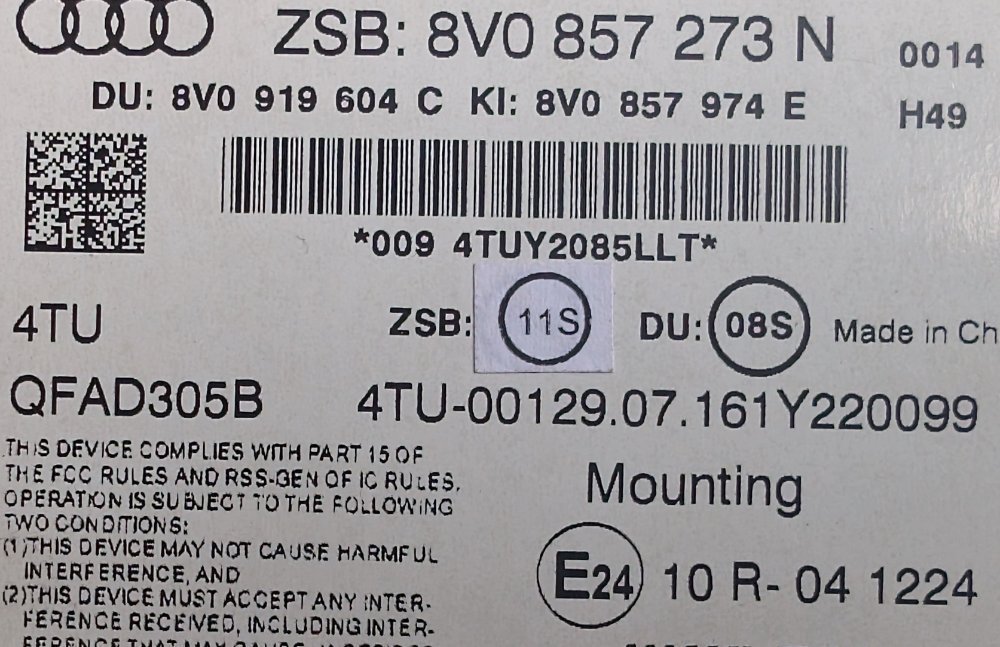 ZSB: 8V0 857 273 N 0014
DU: 8V0 919 604 C KI: 8V0 857 974 E H49
*009 4TUY2085LLT*
4TU ZSB: 11S DU: 08S Made in Ch
QFAD305B 4TU-00129.07.161Y220099
THIS DEVICE COMPLIES WITH PART 15 OF
THE FCC RULES AND RSS-GEN OF IC RULES.
OPERATION IS SUBJECT TO THE FOLLOWING
TWO CONDITIONS:
(1)THIS DEVICE MAY NOT CAUSE HARMFUL
INTERFERENCE, AND
(2)THIS DEVICE MUST ACCEPT ANY INTER-
FERENCE RECEIVED, INCLUDING INTER-
FERENCE THAT MAY CAUSE
Mounting
E24 10 R- 04 1224